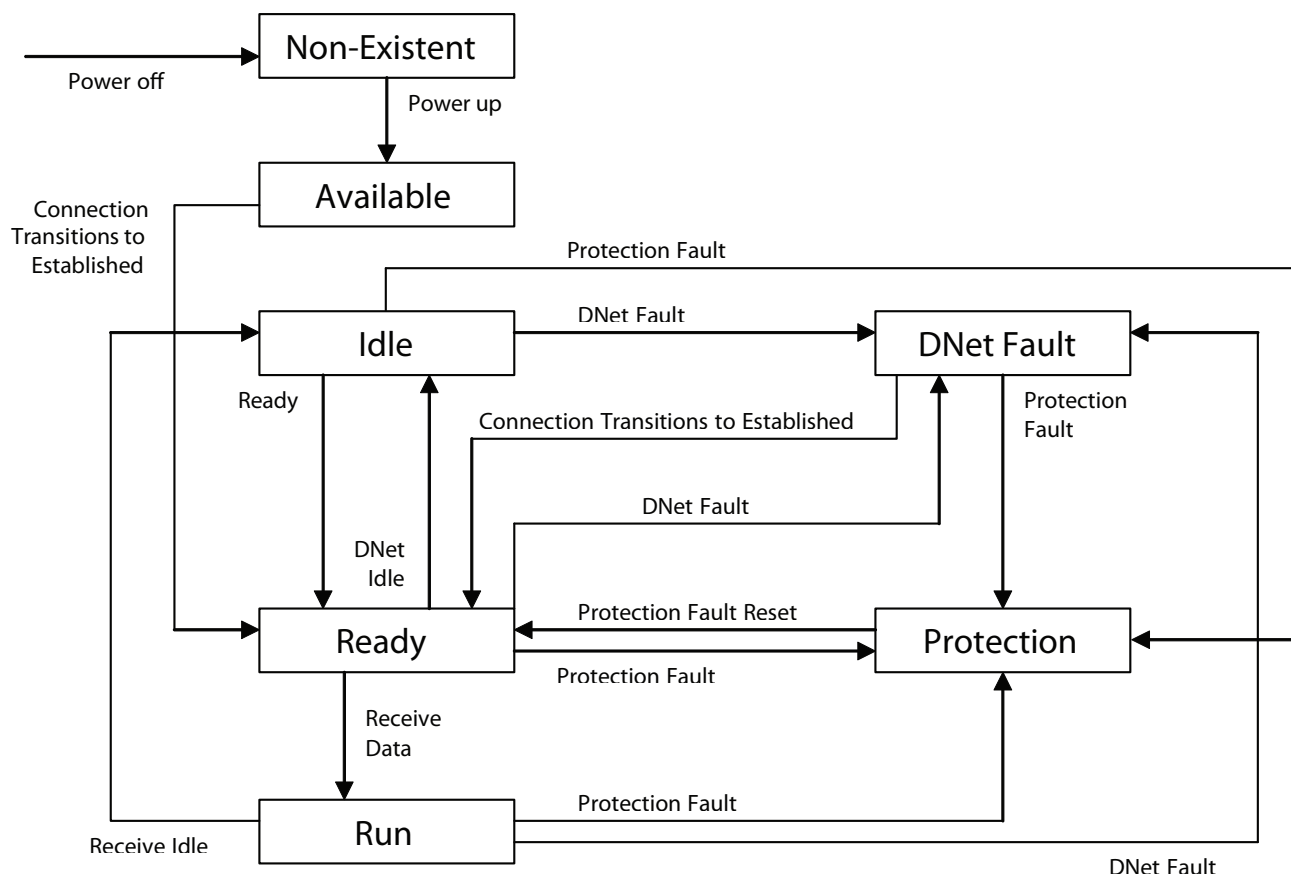 Non-Existent
Power off
Power up
Available
Connection
Transitions to
Established
Protection Fault
Idle
DNet Fault
DNet Fault
Ready
Connection Transitions to Established
Protection
Fault
DNet Fault
DNet
Idle
Ready
Protection Fault Reset
Protection
Protection Fault
Receive
Data
Run
Protection Fault
Receive Idle
DNet Fault